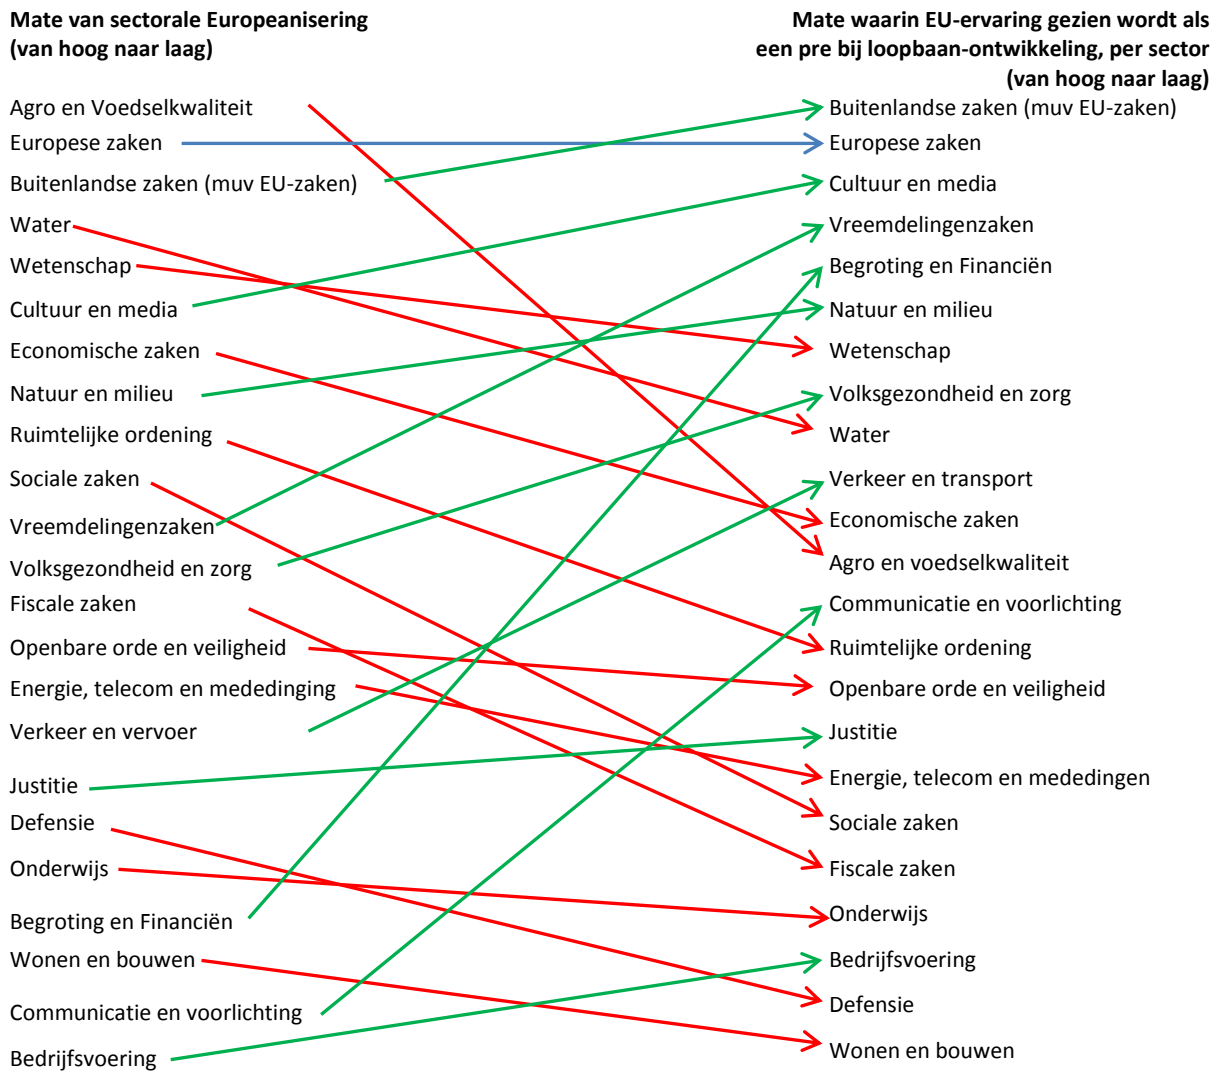 Mate van sectorale Europeanisering
(van hoog naar laag)
Agro en Voedselkwaliteit
Europese zaken
Buitenlandse zaken (muv EU-zaken)
Water
Wetenschap
Cultuur en media
Economische zaken
Natuur en milieu
Ruimtelijke ordening
Sociale zaken
Vreemdelingenzaken
Volksgezondheid en zorg
Fiscale zaken
Openbare orde en veiligheid
Energie, telecom en mededinging
Verkeer en vervoer
Justitie
Defensie
Onderwijs
Begroting en Financiën
Wonen en bouwen
Communicatie en voorlichting
Bedrijfsvoering
Mate waarin EU-ervaring gezien wordt als
een pre bij loopbaan-ontwikkeling, per sector
(van hoog naar laag)
Buitenlandse zaken (muv EU-zaken)
Europese zaken
Cultuur en media
Vreemdelingenzaken
Begroting en Financiën
Natuur en milieu
Wetenschap
Volksgezondheid en zorg
Water
Verkeer en transport
Economische zaken
Agro en voedselkwaliteit
Communicatie en voorlichting
Ruimtelijke ordening
Openbare orde en veiligheid
Justitie
Energie, telecom en mededingen
Sociale zaken
Fiscale zaken
Onderwijs
Bedrijfsvoering
Defensie
Wonen en bouwen